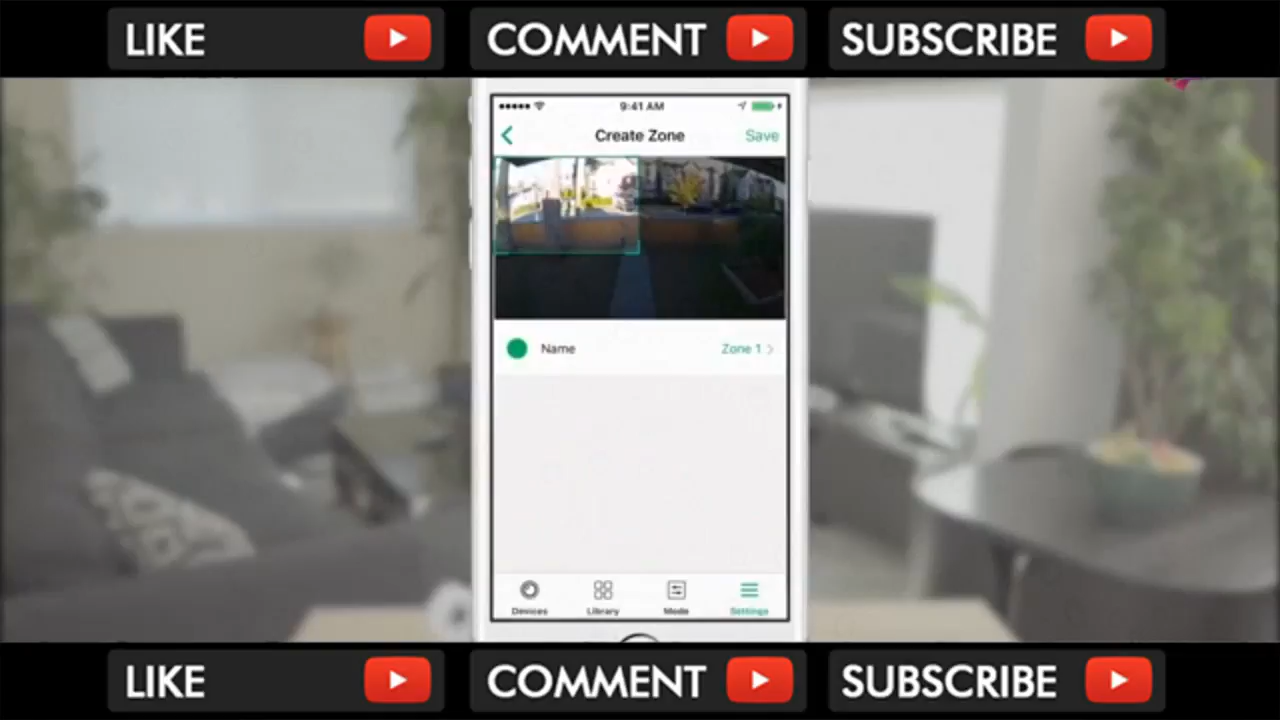 LIKE COMMENT SUBSCRIBE
9:41 AM
Create Zone Save
Name Zone 1
Devices Library Mode Settings
LIKE COMMENT SUBSCRIBE